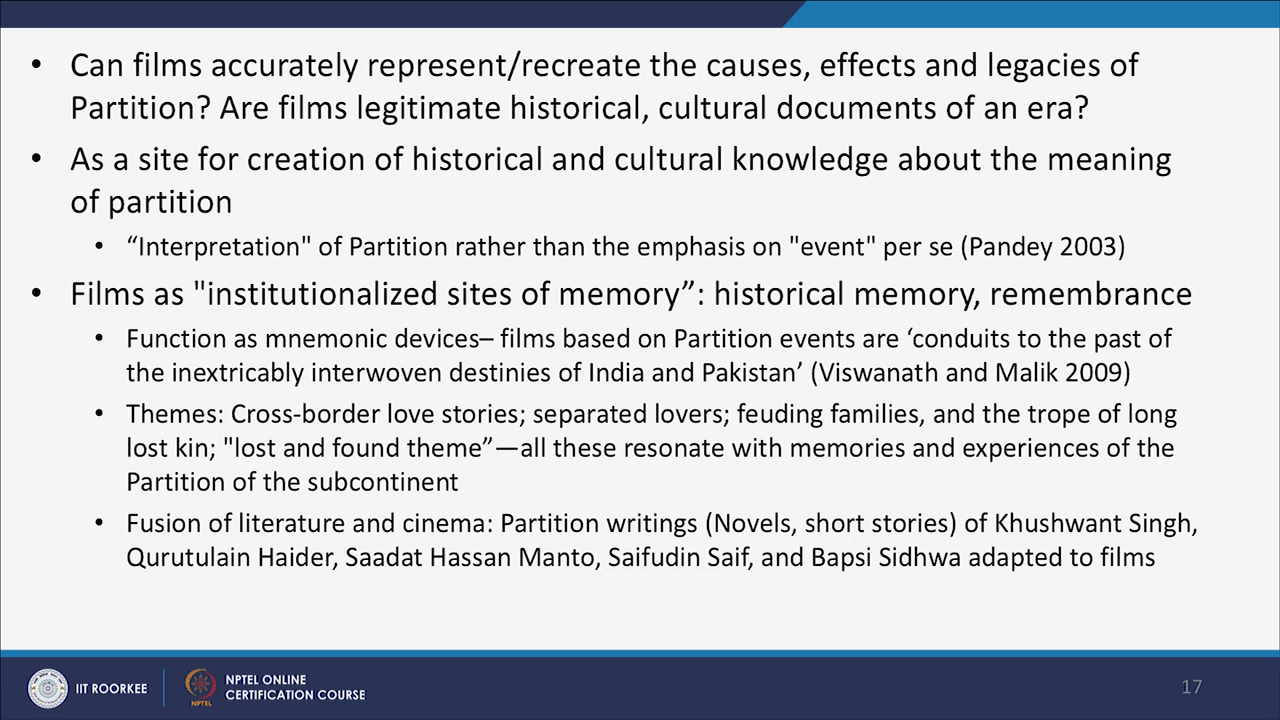 • Can films accurately represent/recreate the causes, effects and legacies of
Partition? Are films legitimate historical, cultural documents of an era?
• As a site for creation of historical and cultural knowledge about the meaning
of partition
• “Interpretation" of Partition rather than the emphasis on "event" per se (Pandey 2003)
• Films as "institutionalized sites of memory”: historical memory, remembrance
• Function as mnemonic devices– films based on Partition events are ‘conduits to the past of
the inextricably interwoven destinies of India and Pakistan’ (Viswanath and Malik 2009)
• Themes: Cross-border love stories; separated lovers; feuding families, and the trope of long
lost kin; "lost and found theme”—all these resonate with memories and experiences of the
Partition of the subcontinent
• Fusion of literature and cinema: Partition writings (Novels, short stories) of Khushwant Singh,
Qurutulain Haider, Saadat Hassan Manto, Saifudin Saif, and Bapsi Sidhwa adapted to films
IIT ROORKEE
NPTEL
NPTEL ONLINE
CERTIFICATION COURSE
17